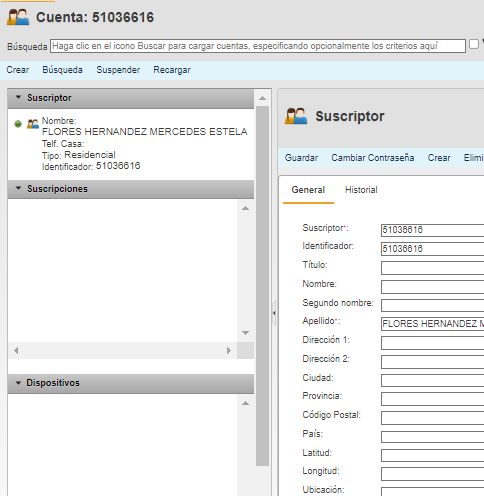 Cuenta: 51036616
Búsqueda Haga clic en el icono Buscar para cargar cuentas, especificando opcionalmente los criterios aquí
Crear Búsqueda Suspender Recargar
Suscriptor
Nombre:
FLORES HERNANDEZ MERCEDES ESTELA
Telf. Casa:
Tipo: Residencial
Identificador: 51036616
Suscripciones
Dispositivos
Suscriptor
Guardar Cambiar Contraseña Crear Elimi
General Historial
Suscriptor*: 51036616
Identificador: 51036616
Título:
Nombre:
Segundo nombre:
Apellido*: FLORES HERNANDEZ M
Dirección 1:
Dirección 2:
Ciudad:
Provincia:
Código Postal:
País:
Latitud:
Longitud:
Ubicación: